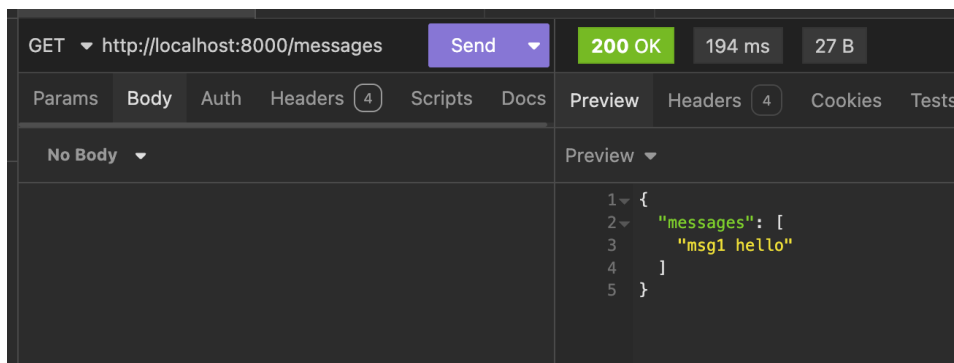 GET http://localhost:8000/messages Send
200 OK 194 ms 27 B
Params Body Auth Headers 4 Scripts Docs
Preview Headers 4 Cookies Tests
No Body
Preview
1 {
2 "messages": [
3 "msg1 hello"
4 ]
5 }